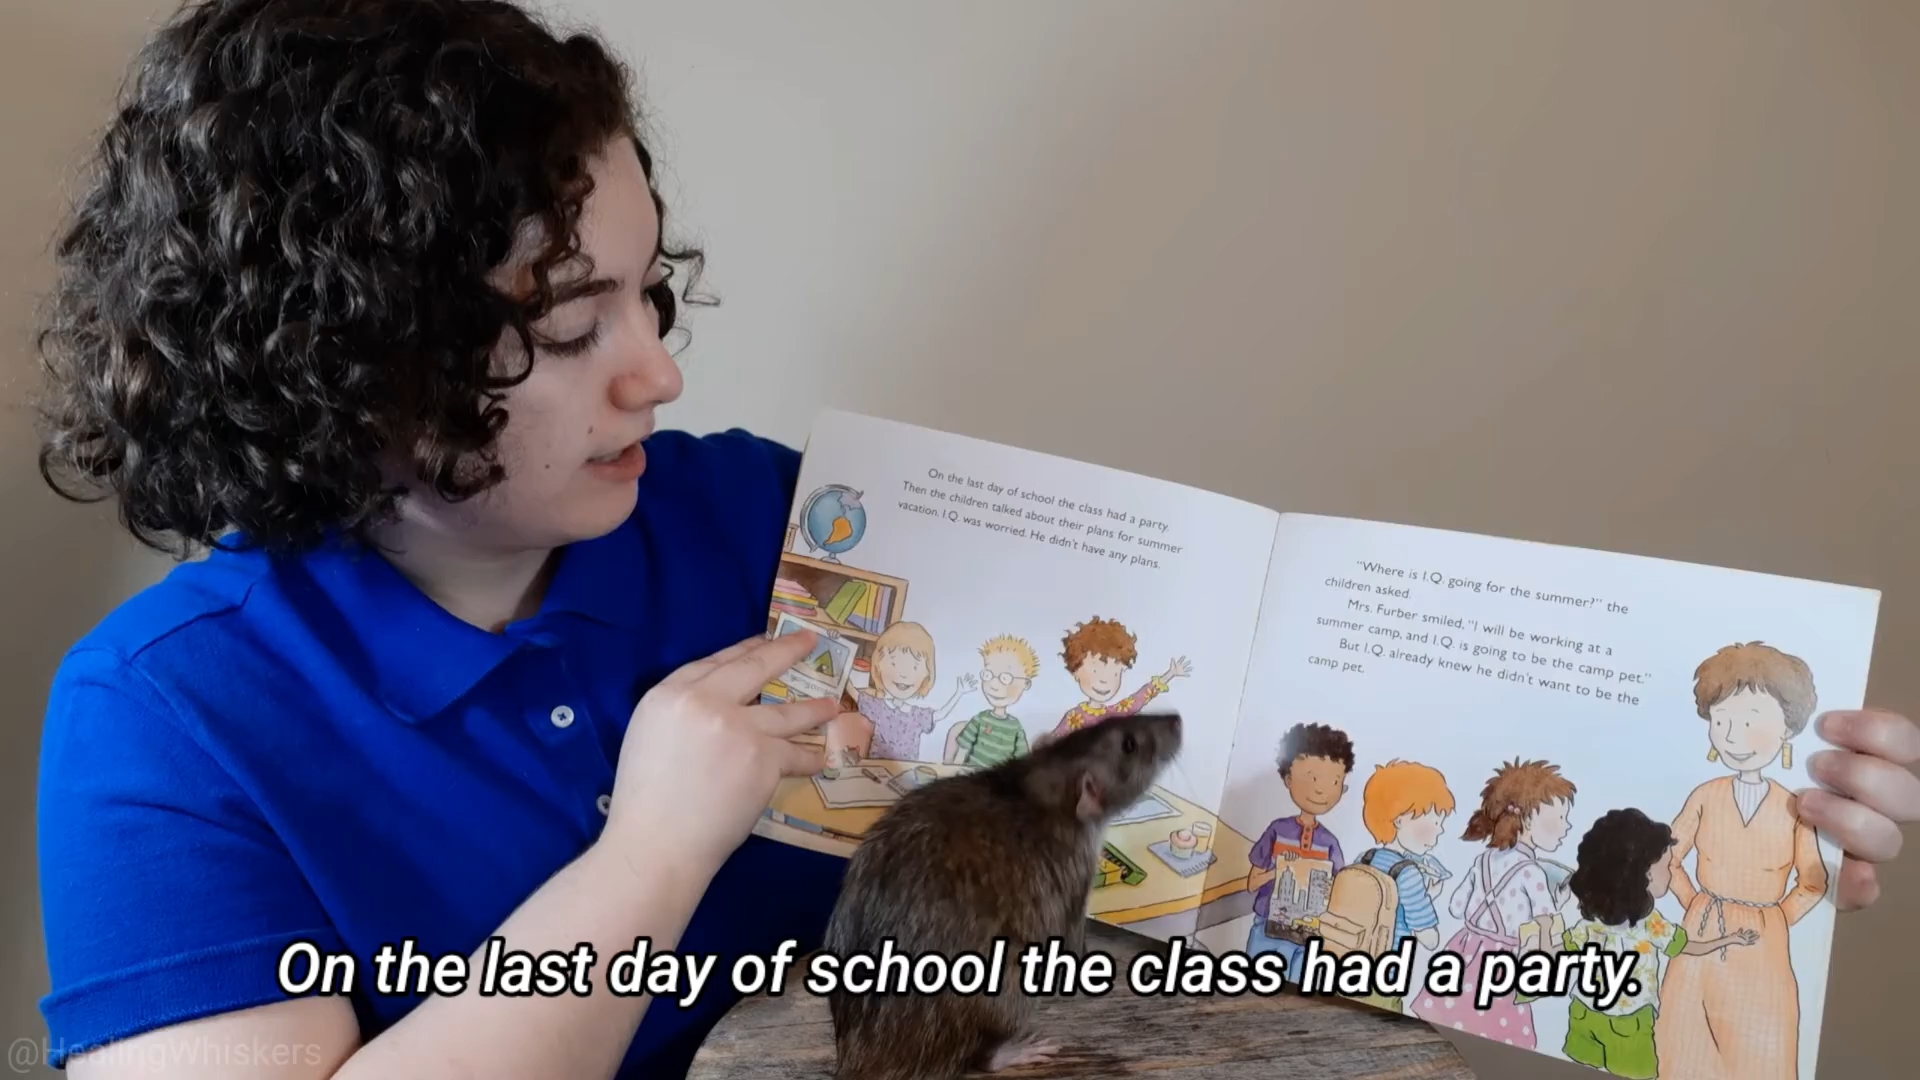 On the last day of school the class had a party.
Then the children talked about their plans for summer
vacation. I.Q. was worried. He didn't have any plans.
"Where is I.Q. going for the summer?" the
children asked.
Mrs. Furber smiled, "I will be working at a
summer camp, and I.Q. is going to be the camp pet."
But I.Q. already knew he didn't want to be the
camp pet.
On the last day of school the class had a party.
@HealingWhiskers